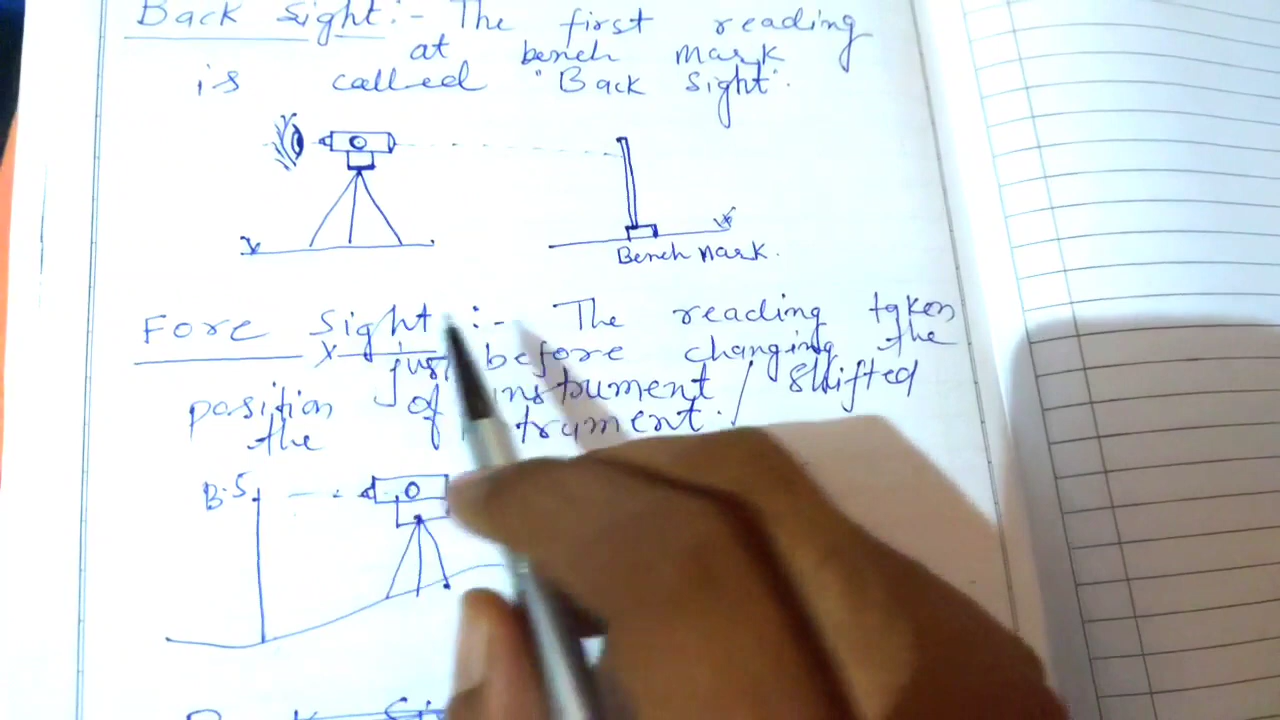 Back Sight:- The first reading
at bench mark
is called "Back Sight".
Bench Mark.
Fore Sight :- The reading taken
just before changing the
position of instrument / Shifted
the
B.S.